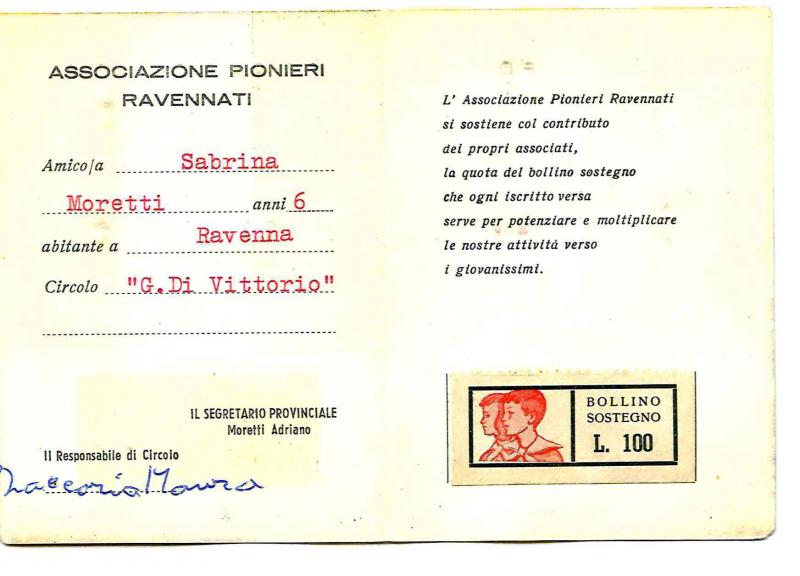 ASSOCIAZIONE PIONIERI
RAVENNATI
Amico/a Sabrina
Moretti anni 6
abitante a Ravenna
Circolo "G.Di Vittorio"
IL SEGRETARIO PROVINCIALE
Moretti Adriano
Il Responsabile di Circolo
Maura
L' Associazione Pionieri Ravennati
si sostiene col contributo
dei propri associati,
la quota del bollino sostegno
che ogni iscritto versa
serve per potenziare e moltiplicare
le nostre attività verso
i giovanissimi.
BOLLINO
SOSTEGNO
L. 100